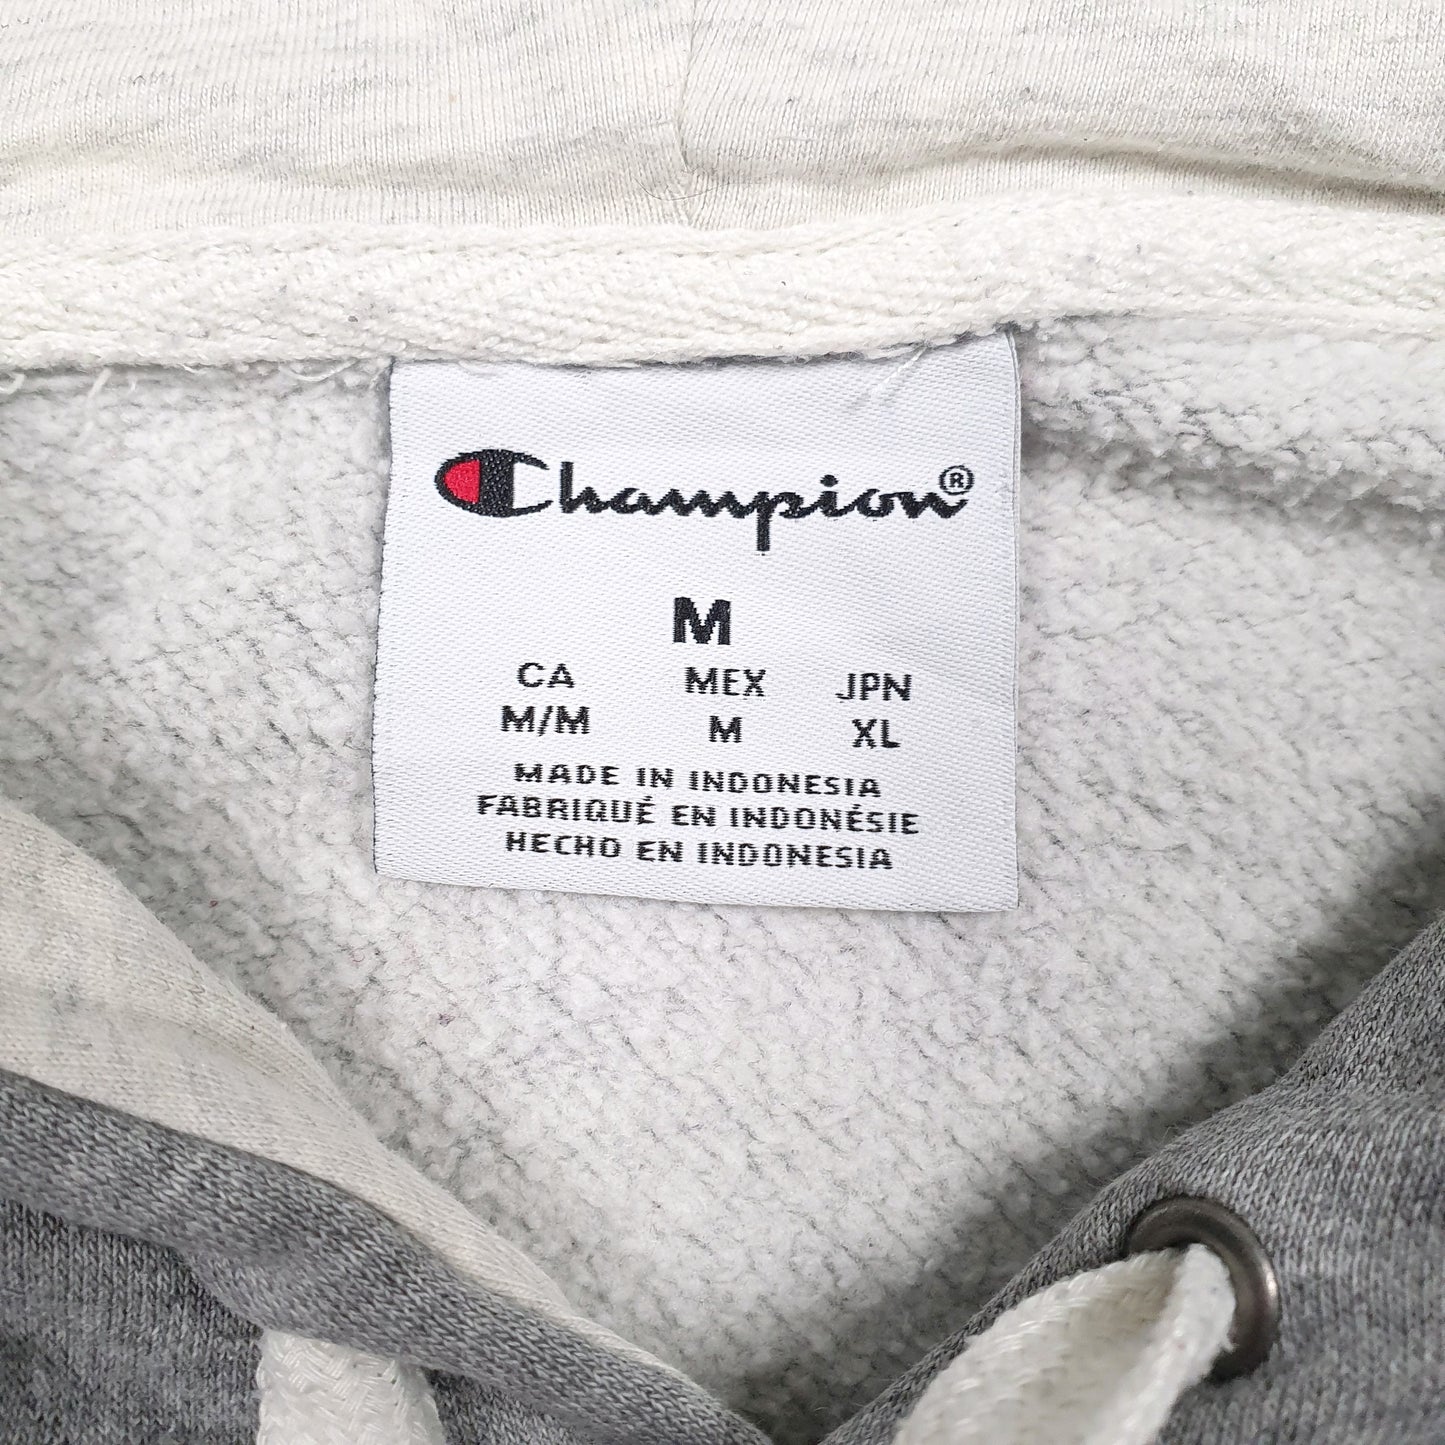 Champion®
M
CA MEX JPN
M/M M XL
MADE IN INDONESIA
FABRIQUÉ EN INDONÉSIE
HECHO EN INDONESIA